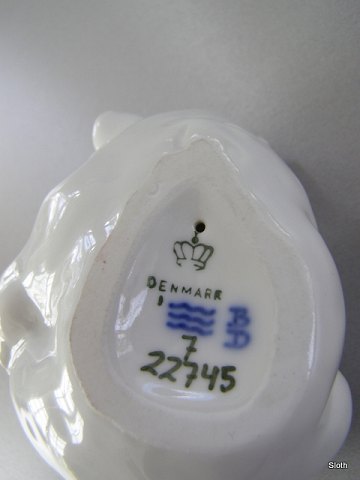 DENMARK
B
D
7
22745
Sloth